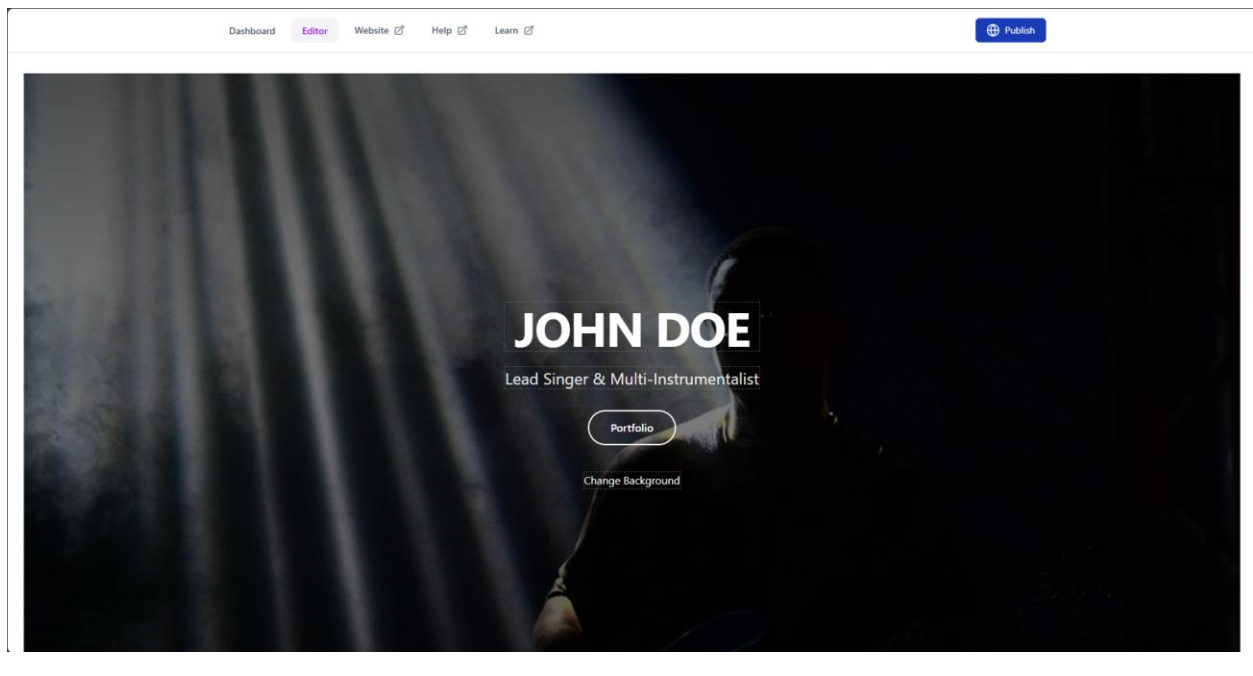 Dashboard Editor Website Help Learn Publish
JOHN DOE
Lead Singer & Multi-Instrumentalist
Portfolio
Change Background